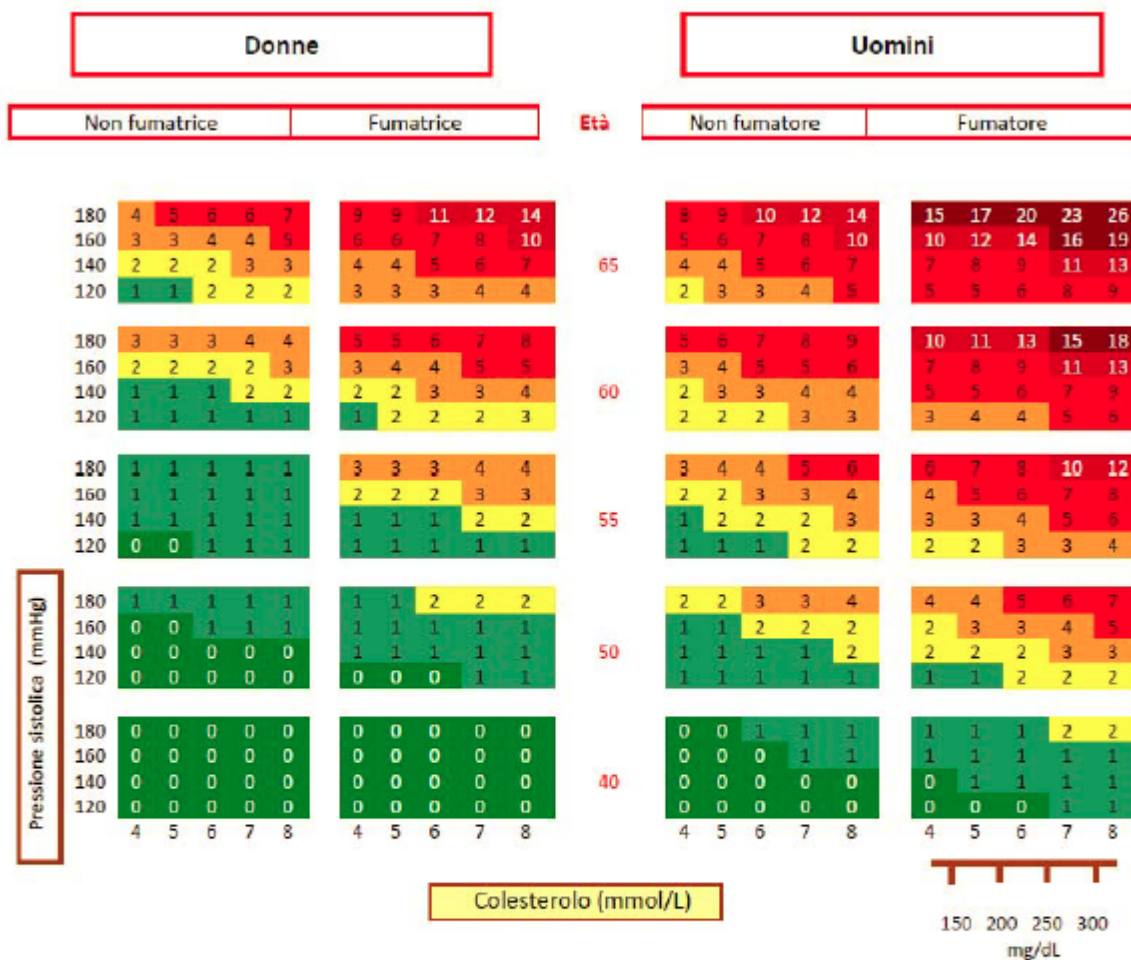 Donne Uomini
Non fumatrice Fumatrice Età Non fumatore Fumatore
180 4 5 6 6 7 9 9 11 12 14 8 9 10 12 14 15 17 20 23 26
160 3 3 4 4 5 6 6 7 8 10 5 6 7 8 10 10 12 14 16 19
140 2 2 2 3 3 4 4 5 6 7 65 4 4 5 6 7 7 8 9 11 13
120 1 1 2 2 2 3 3 3 4 4 2 3 3 4 5 5 5 6 8 9
180 3 3 3 4 4 5 5 6 7 8 5 6 7 8 9 10 11 13 15 18
160 2 2 2 2 3 3 4 4 5 5 3 4 5 5 6 7 8 9 11 13
140 1 1 1 2 2 2 2 3 3 4 60 2 3 3 4 4 5 5 6 7 9
120 1 1 1 1 1 1 2 2 2 3 2 2 2 3 3 3 4 4 5 6
180 1 1 1 1 1 3 3 3 4 4 3 4 4 5 6 6 7 8 10 12
160 1 1 1 1 1 2 2 2 3 3 2 2 3 3 4 4 5 6 7 8
140 1 1 1 1 1 1 1 1 2 2 55 1 2 2 2 3 3 3 4 5 6
120 0 0 1 1 1 1 1 1 1 1 1 1 1 2 2 2 2 3 3 4
180 1 1 1 1 1 1 1 2 2 2 2 2 3 3 4 4 4 5 6 7
160 0 0 1 1 1 1 1 1 1 1 1 1 2 2 2 2 3 3 4 5
140 0 0 0 0 0 1 1 1 1 1 50 1 1 1 1 2 2 2 2 3 3
120 0 0 0 0 0 0 0 0 1 1 1 1 1 1 1 1 1 2 2 2
180 0 0 0 0 0 0 0 0 0 0 0 0 1 1 1 1 1 1 2 2
160 0 0 0 0 0 0 0 0 0 0 0 0 0 1 1 1 1 1 1 1
140 0 0 0 0 0 0 0 0 0 0 40 0 0 0 0 0 0 1 1 1 1
120 0 0 0 0 0 0 0 0 0 0 0 0 0 0 0 0 0 0 1 1
4 5 6 7 8 4 5 6 7 8 4 5 6 7 8 4 5 6 7 8
Pressione sistolica (mmHg)
Colesterolo (mmol/L)
150 200 250 300
mg/dL